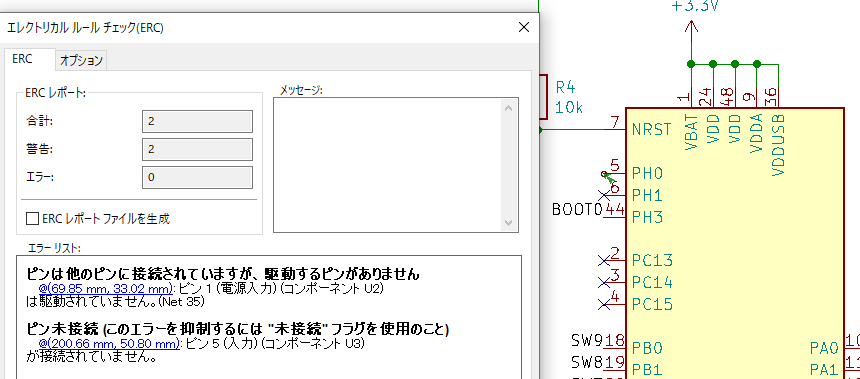 エレクトリカル ルール チェック(ERC)
ERC
オプション
ERC レポート:
合計:
2
警告:
2
エラー:
0
ERC レポート ファイルを生成
メッセージ:
エラー リスト:
ピンは他のピンに接続されていますが、駆動するピンがありません
@(69.85 mm, 33.02 mm): ピン 1 (電源入力) (コンポーネント U2)
は駆動されていません。(Net 35)
ピン未接続 (このエラーを抑制するには "未接続" フラグを使用のこと)
@(200.66 mm, 50.80 mm): ピン 5 (入力) (コンポーネント U3)
が接続されていません。
+3.3V
R4
10k
1
24
48
9
36
VBAT
VDD
VDD
VDDA
VDDUSB
7
NRST
5
PH0
6
PH1
BOOT0
44
PH3
2
PC13
3
PC14
4
PC15
SW9
18
PB0
SW8
19
PB1
PA0
10
PA1
11